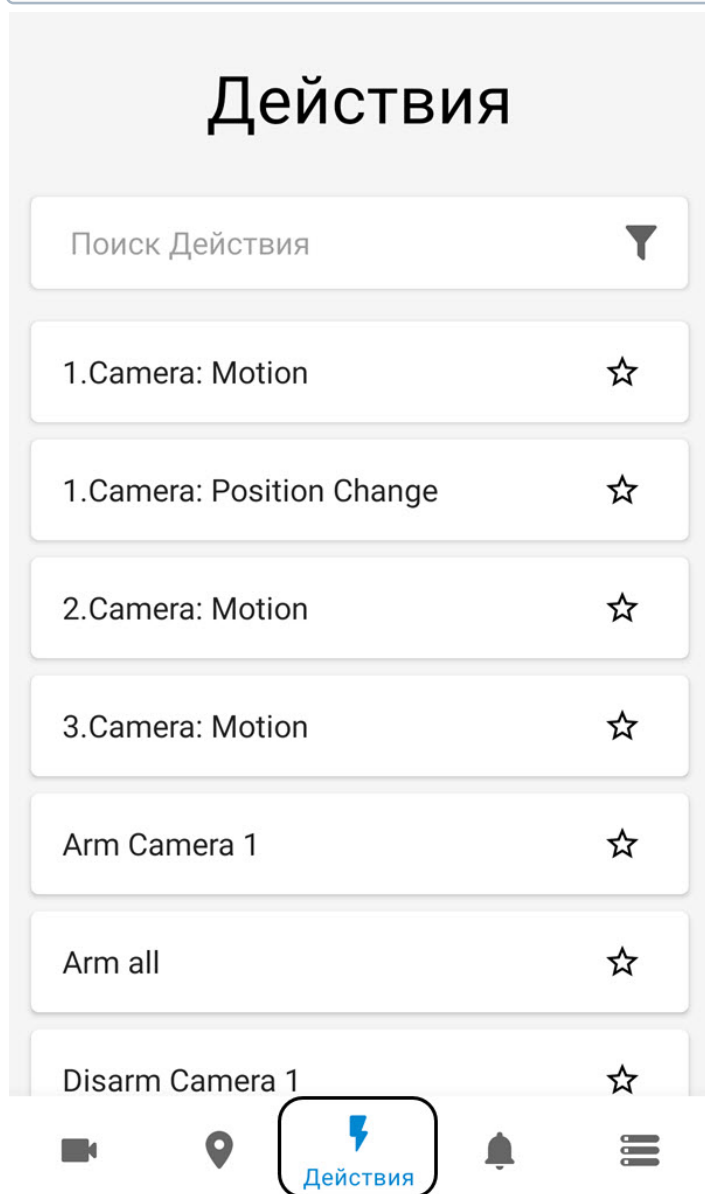 Действия
Поиск Действия
1.Camera: Motion
1.Camera: Position Change
2.Camera: Motion
3.Camera: Motion
Arm Camera 1
Arm all
Disarm Camera 1
Действия